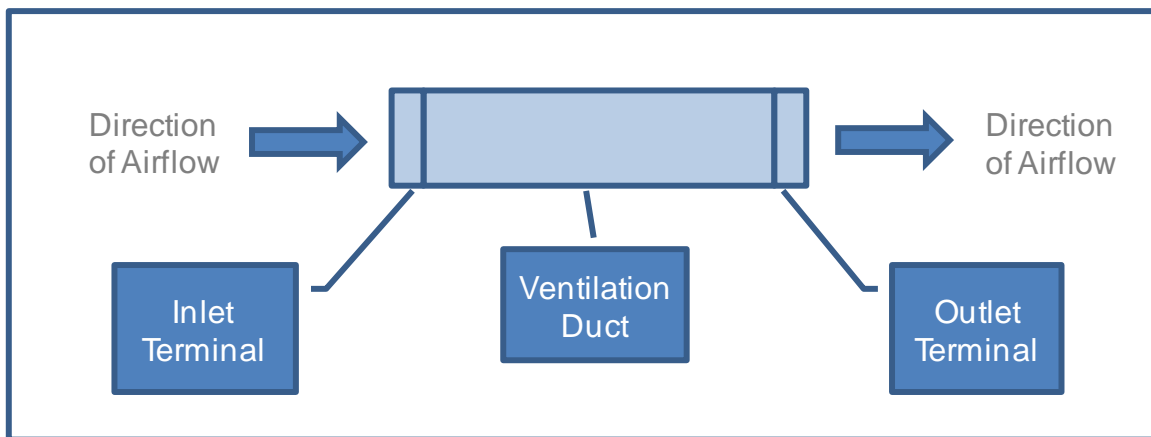 Direction
of Airflow
Direction
of Airflow
Inlet
Terminal
Ventilation
Duct
Outlet
Terminal